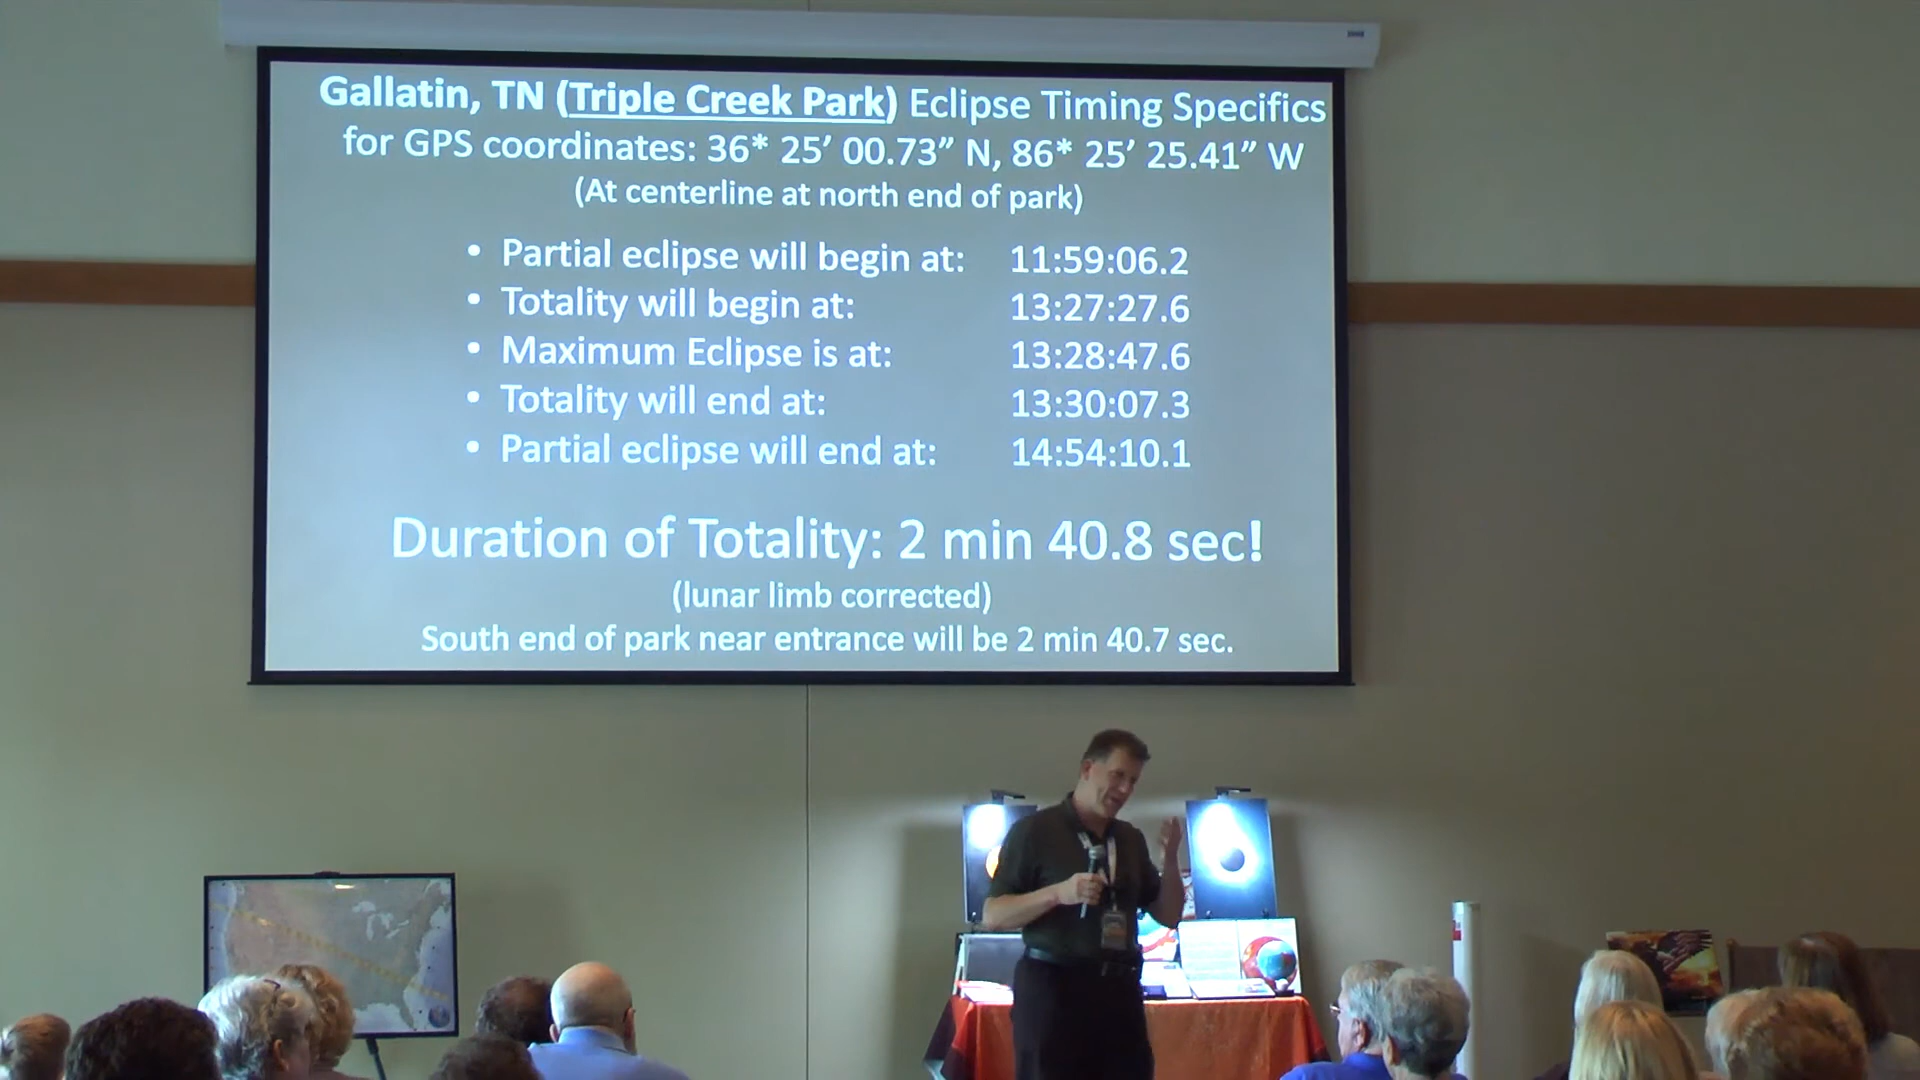 Gallatin, TN (Triple Creek Park) Eclipse Timing Specifics
for GPS coordinates: 36* 25’ 00.73” N, 86* 25’ 25.41” W
(At centerline at north end of park)
• Partial eclipse will begin at: 11:59:06.2
• Totality will begin at: 13:27:27.6
• Maximum Eclipse is at: 13:28:47.6
• Totality will end at: 13:30:07.3
• Partial eclipse will end at: 14:54:10.1
Duration of Totality: 2 min 40.8 sec!
(lunar limb corrected)
South end of park near entrance will be 2 min 40.7 sec.